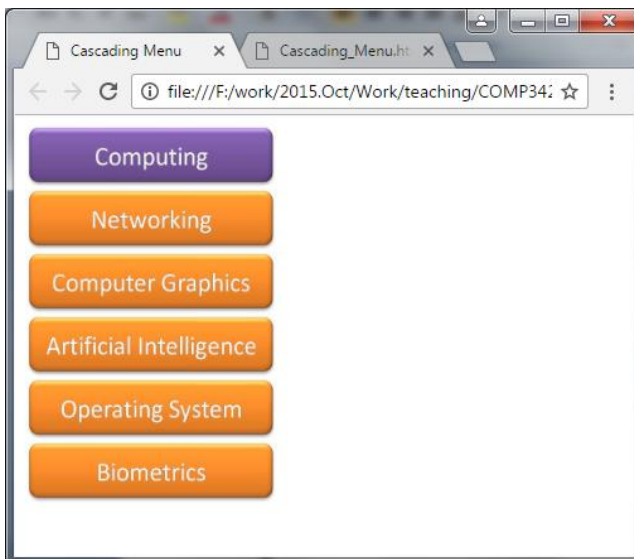 Cascading Menu
Cascading_Menu.ht
file:///F:/work/2015.Oct/Work/teaching/COMP342
Computing
Networking
Computer Graphics
Artificial Intelligence
Operating System
Biometrics